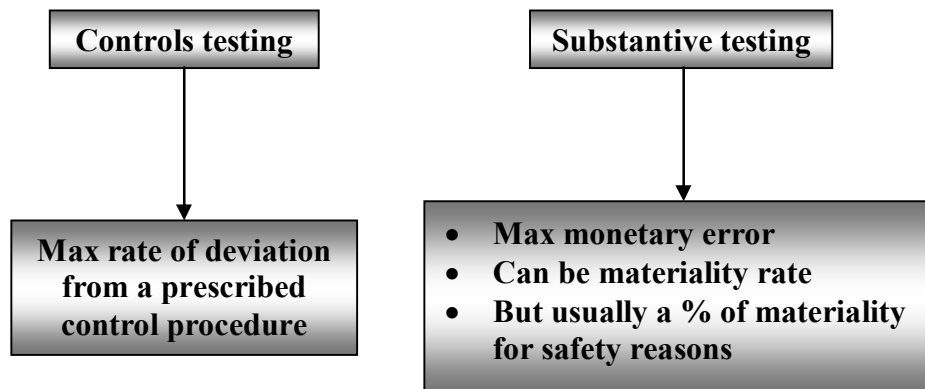 Controls testing
Substantive testing
Max rate of deviation
from a prescribed
control procedure
• Max monetary error
• Can be materiality rate
• But usually a % of materiality
for safety reasons